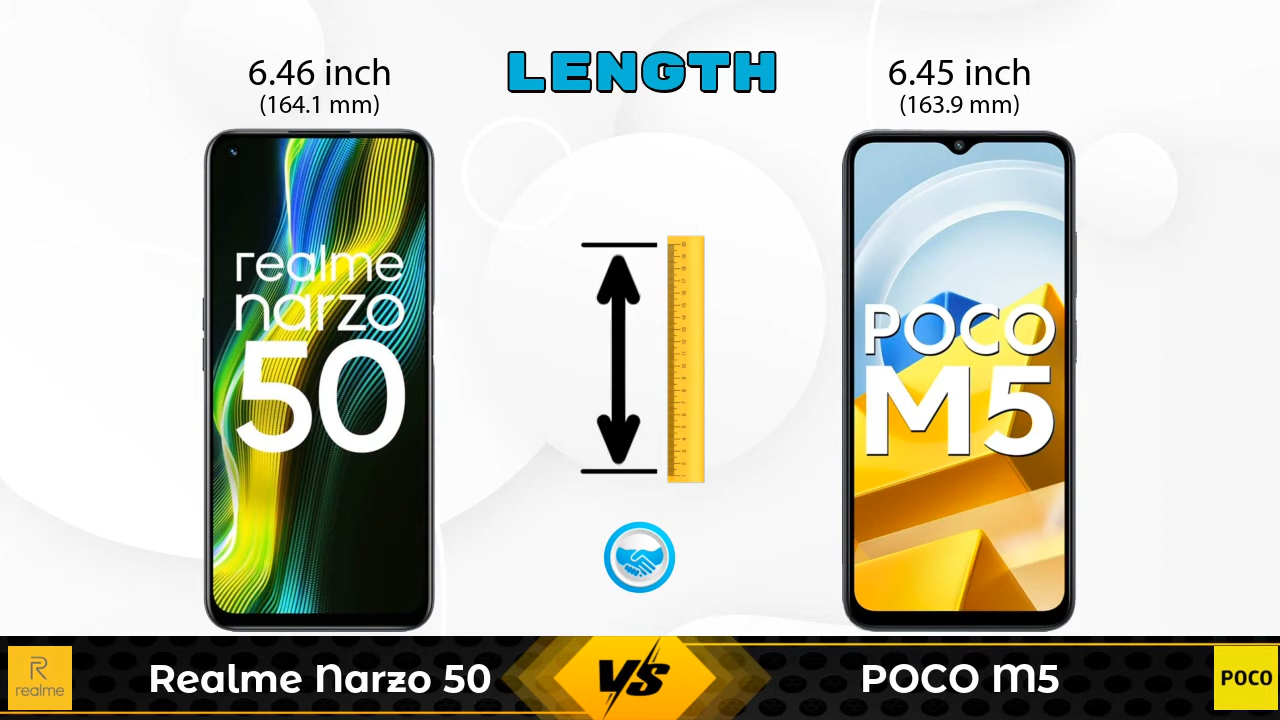 LENGTH
6.46 inch
(164.1 mm)
6.45 inch
(163.9 mm)
realme
narzo
50
POCO
M5
R
realme
Realme Narzo 50
VS
POCO M5
POCO